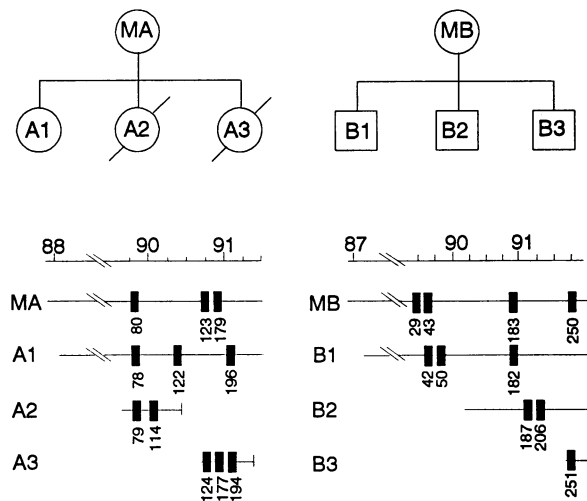 MA MB
A1 A2 A3 B1 B2 B3
88 90 91 87 90 91
MA MB
80 123 179 29 43 183 250
A1 B1
78 122 196 42 50 182
A2 B2
79 114 187 206
A3 B3
124 177 194 251